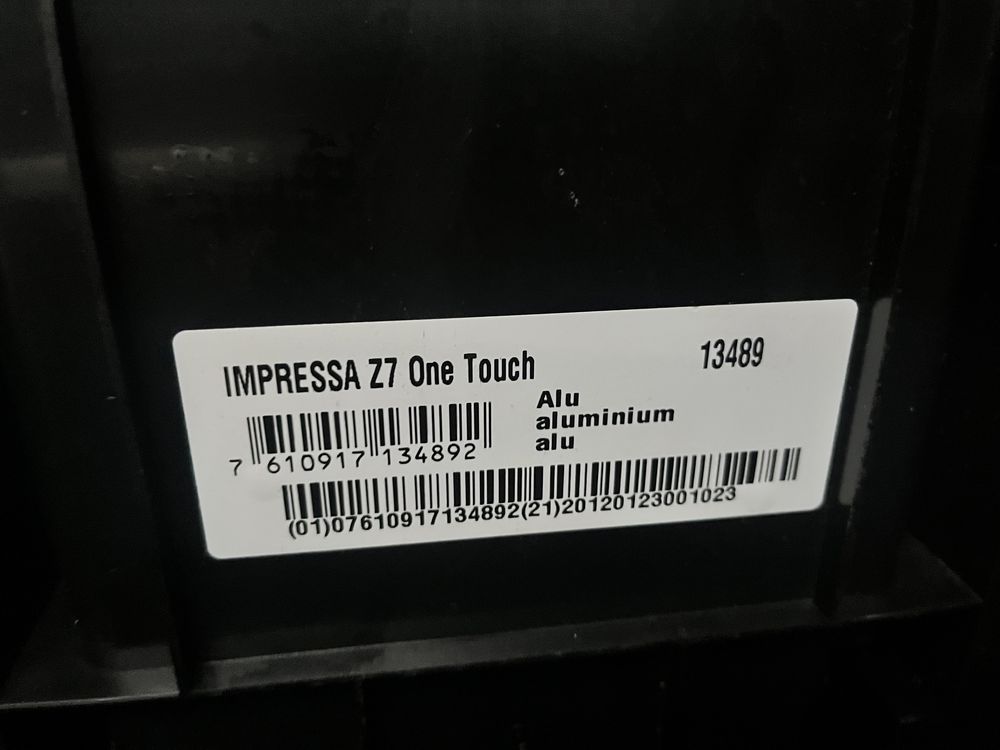 IMPRESSA Z7 One Touch 13489
Alu
aluminium
alu
7 610917 134892
(01)07610917134892(21)20120123001023